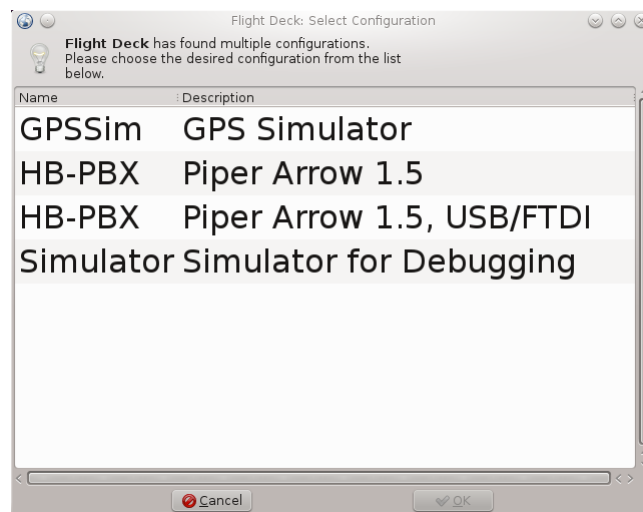 Flight Deck: Select Configuration
Flight Deck has found multiple configurations.
Please choose the desired configuration from the list
below.
Name Description
GPSSim GPS Simulator
HB-PBX Piper Arrow 1.5
HB-PBX Piper Arrow 1.5, USB/FTDI
Simulator Simulator for Debugging
Cancel OK